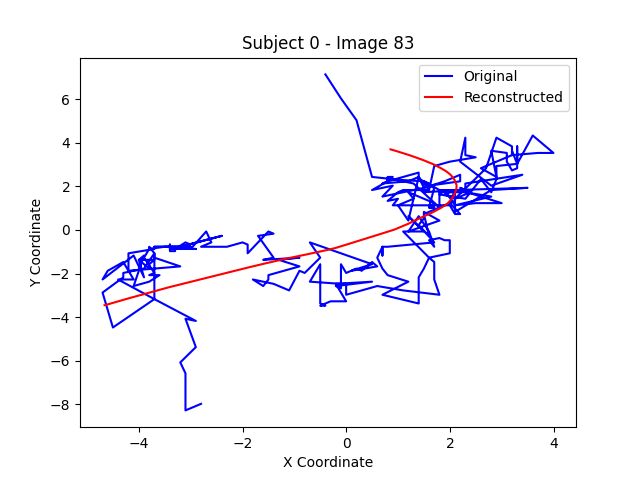 Subject 0 - Image 83
Original
Reconstructed
Y Coordinate
6
4
2
0
−2
−4
−6
−8
−4
−2
0
2
4
X Coordinate